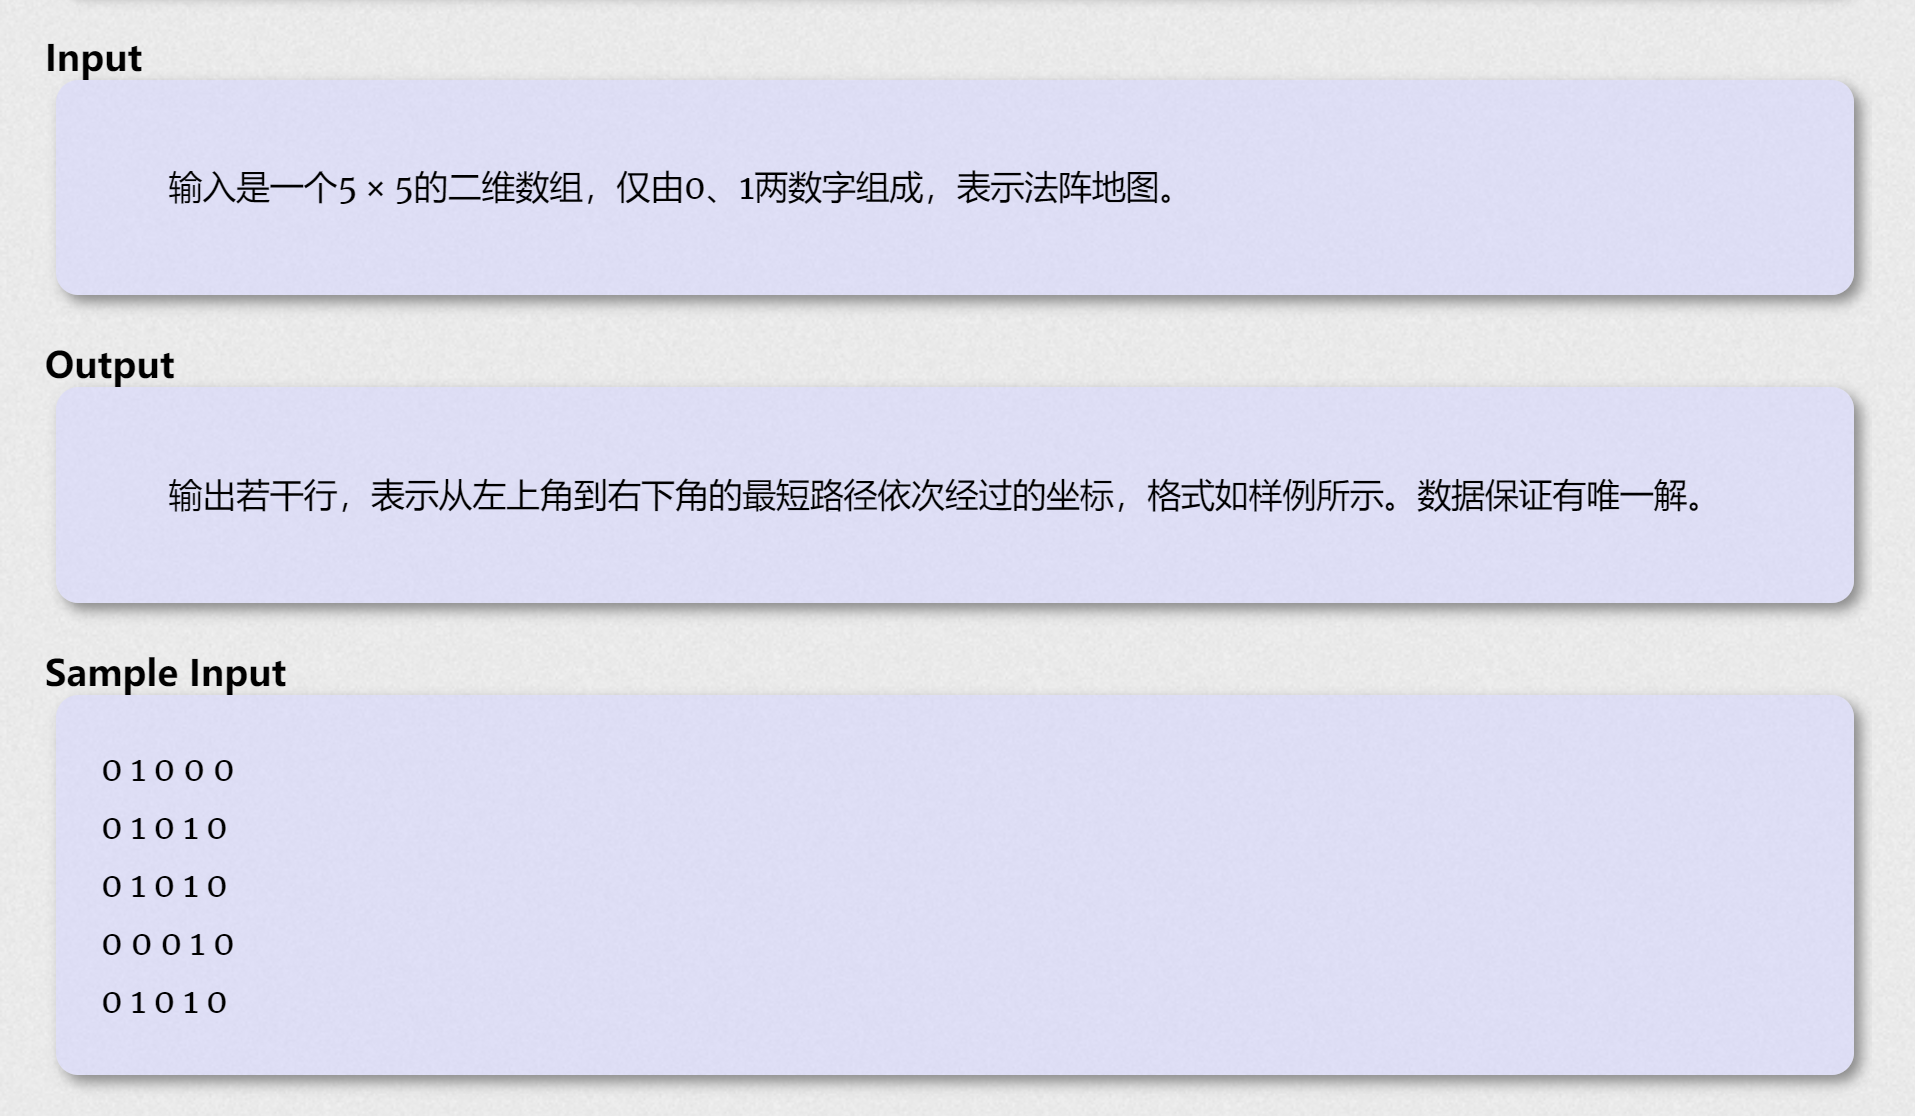 Input
输入是一个5 × 5的二维数组，仅由0、1两数字组成，表示法阵地图。
Output
输出若干行，表示从左上角到右下角的最短路径依次经过的坐标，格式如样例所示。数据保证有唯一解。
Sample Input
0 1 0 0 0
0 1 0 1 0
0 1 0 1 0
0 0 0 1 0
0 1 0 1 0